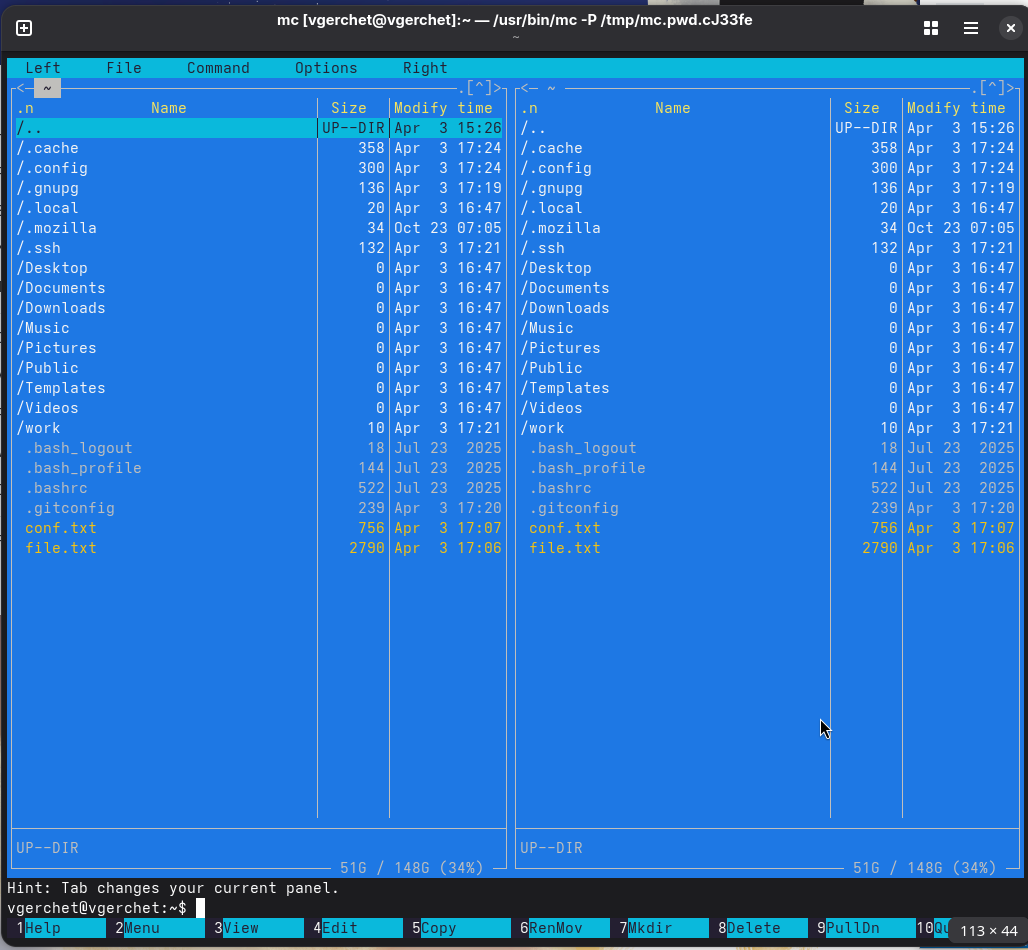 mc [vgerchet@vgerchet]:~ — /usr/bin/mc -P /tmp/mc.pwd.cJ33fe
~
Left File Command Options Right
<─ ~ .[^]> <─ ~ .[^]>
.n Name Size Modify time .n Name Size Modify time
/.. UP--DIR Apr 3 15:26 /.. UP--DIR Apr 3 15:26
/.cache 358 Apr 3 17:24 /.cache 358 Apr 3 17:24
/.config 300 Apr 3 17:24 /.config 300 Apr 3 17:24
/.gnupg 136 Apr 3 17:19 /.gnupg 136 Apr 3 17:19
/.local 20 Apr 3 16:47 /.local 20 Apr 3 16:47
/.mozilla 34 Oct 23 07:05 /.mozilla 34 Oct 23 07:05
/.ssh 132 Apr 3 17:21 /.ssh 132 Apr 3 17:21
/Desktop 0 Apr 3 16:47 /Desktop 0 Apr 3 16:47
/Documents 0 Apr 3 16:47 /Documents 0 Apr 3 16:47
/Downloads 0 Apr 3 16:47 /Downloads 0 Apr 3 16:47
/Music 0 Apr 3 16:47 /Music 0 Apr 3 16:47
/Pictures 0 Apr 3 16:47 /Pictures 0 Apr 3 16:47
/Public 0 Apr 3 16:47 /Public 0 Apr 3 16:47
/Templates 0 Apr 3 16:47 /Templates 0 Apr 3 16:47
/Videos 0 Apr 3 16:47 /Videos 0 Apr 3 16:47
/work 10 Apr 3 17:21 /work 10 Apr 3 17:21
.bash_logout 18 Jul 23 2025 .bash_logout 18 Jul 23 2025
.bash_profile 144 Jul 23 2025 .bash_profile 144 Jul 23 2025
.bashrc 522 Jul 23 2025 .bashrc 522 Jul 23 2025
.gitconfig 239 Apr 3 17:20 .gitconfig 239 Apr 3 17:20
conf.txt 756 Apr 3 17:07 conf.txt 756 Apr 3 17:07
file.txt 2790 Apr 3 17:06 file.txt 2790 Apr 3 17:06
UP--DIR UP--DIR
51G / 148G (34%) 51G / 148G (34%)
Hint: Tab changes your current panel.
vgerchet@vgerchet:~$
1Help 2Menu 3View 4Edit 5Copy 6RenMov 7Mkdir 8Delete 9PullDn 10
113 × 44